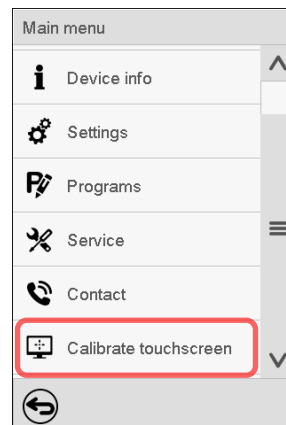 Main menu
Device info
Settings
Programs
Service
Contact
Calibrate touchscreen